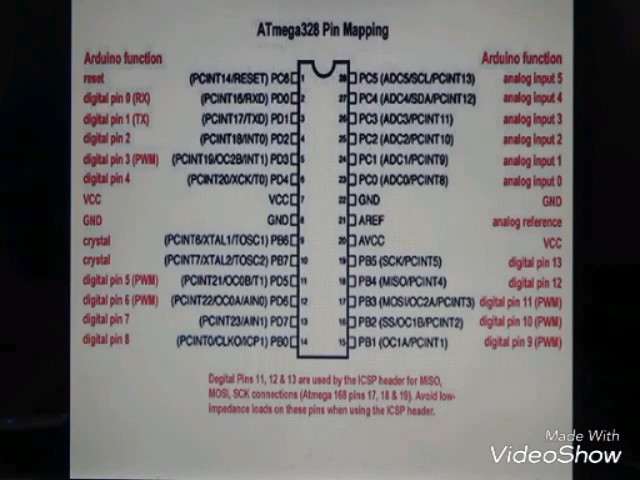 ATmega328 Pin Mapping
Arduino function Arduino function
reset (PCINT14/RESET) PC6 1 28 PC5 (ADC5/SCL/PCINT13) analog input 5
digital pin 0 (RX) (PCINT16/RXD) PD0 2 27 PC4 (ADC4/SDA/PCINT12) analog input 4
digital pin 1 (TX) (PCINT17/TXD) PD1 3 26 PC3 (ADC3/PCINT11) analog input 3
digital pin 2 (PCINT18/INT0) PD2 4 25 PC2 (ADC2/PCINT10) analog input 2
digital pin 3 (PWM) (PCINT19/OC2B/INT1) PD3 5 24 PC1 (ADC1/PCINT9) analog input 1
digital pin 4 (PCINT20/XCK/T0) PD4 6 23 PC0 (ADC0/PCINT8) analog input 0
VCC VCC 7 22 GND GND
GND GND 8 21 AREF analog reference
crystal (PCINT6/XTAL1/TOSC1) PB6 9 20 AVCC VCC
crystal (PCINT7/XTAL2/TOSC2) PB7 10 19 PB5 (SCK/PCINT5) digital pin 13
digital pin 5 (PWM) (PCINT21/OC0B/T1) PD5 11 18 PB4 (MISO/PCINT4) digital pin 12
digital pin 6 (PWM) (PCINT22/OC0A/AIN0) PD6 12 17 PB3 (MOSI/OC2A/PCINT3) digital pin 11 (PWM)
digital pin 7 (PCINT23/AIN1) PD7 13 16 PB2 (SS/OC1B/PCINT2) digital pin 10 (PWM)
digital pin 8 (PCINT0/CLKO/ICP1) PB0 14 15 PB1 (OC1A/PCINT1) digital pin 9 (PWM)
Degital Pins 11, 12 & 13 are used by the ICSP header for MISO,
MOSI, SCK connections (Atmega 168 pins 17, 18 & 19). Avoid low-
impedance loads on these pins when using the ICSP header.
Made With
VideoShow